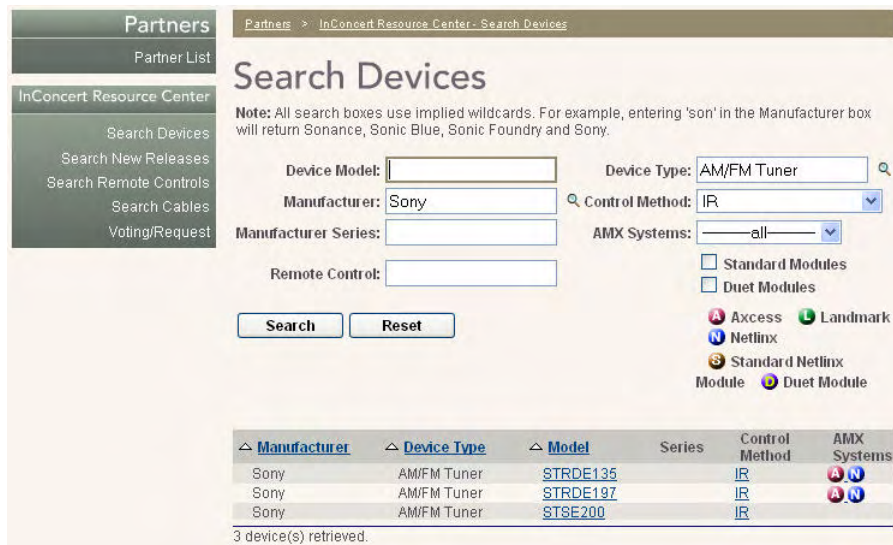 Partners
Partner List
InConcert Resource Center
Search Devices
Search New Releases
Search Remote Controls
Search Cables
Voting/Request
Partners > InConcert Resource Center - Search Devices
Search Devices
Note: All search boxes use implied wildcards. For example, entering 'son' in the Manufacturer box
will return Sonance, Sonic Blue, Sonic Foundry and Sony.
Device Model: Device Type: AM/FM Tuner
Manufacturer: Sony Control Method: IR
Manufacturer Series: AMX Systems: ———all———
Remote Control: Standard Modules
Duet Modules
Search Reset
A Axcess L Landmark
N Netlinx
S Standard Netlinx
Module D Duet Module
Manufacturer Device Type Model Series Control Method AMX Systems
Sony AM/FM Tuner STRDE135 IR A N
Sony AM/FM Tuner STRDE197 IR A N
Sony AM/FM Tuner STSE200 IR
3 device(s) retrieved.